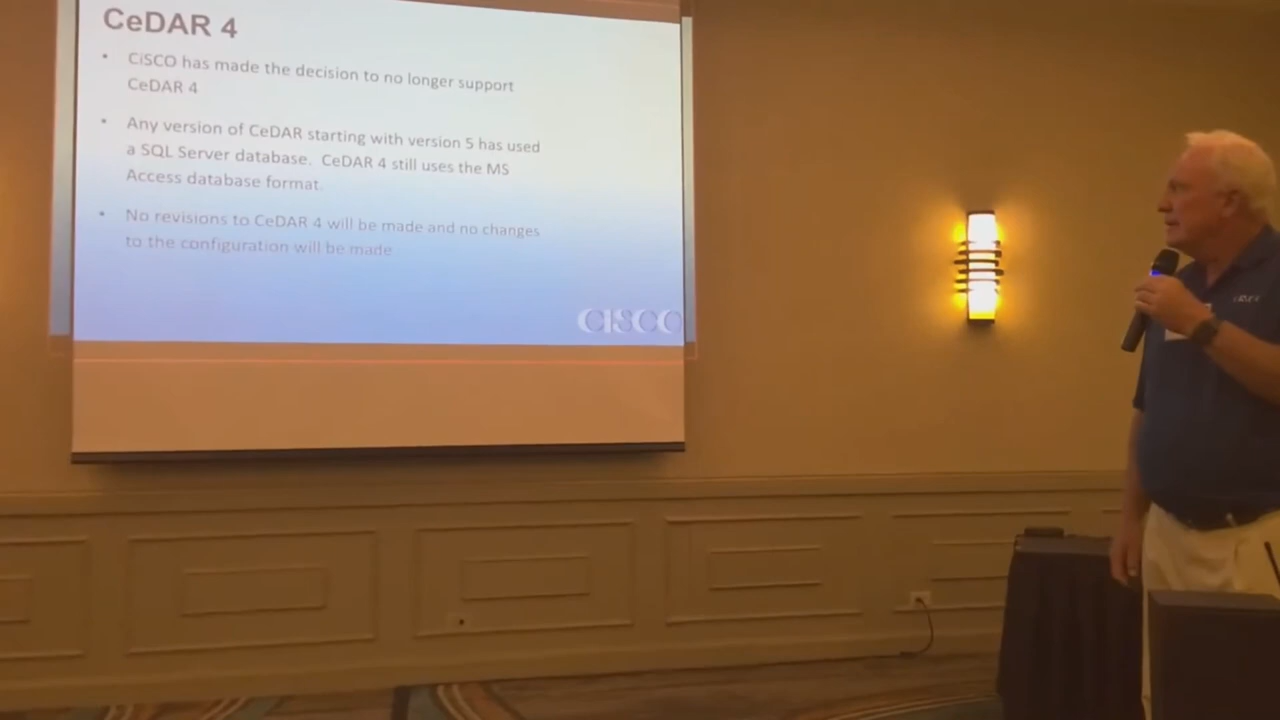 CeDAR 4
• CiSCO has made the decision to no longer support
CeDAR 4
• Any version of CeDAR starting with version 5 has used
a SQL Server database. CeDAR 4 still uses the MS
Access database format.
• No revisions to CeDAR 4 will be made and no changes
to the configuration will be made
CISCO